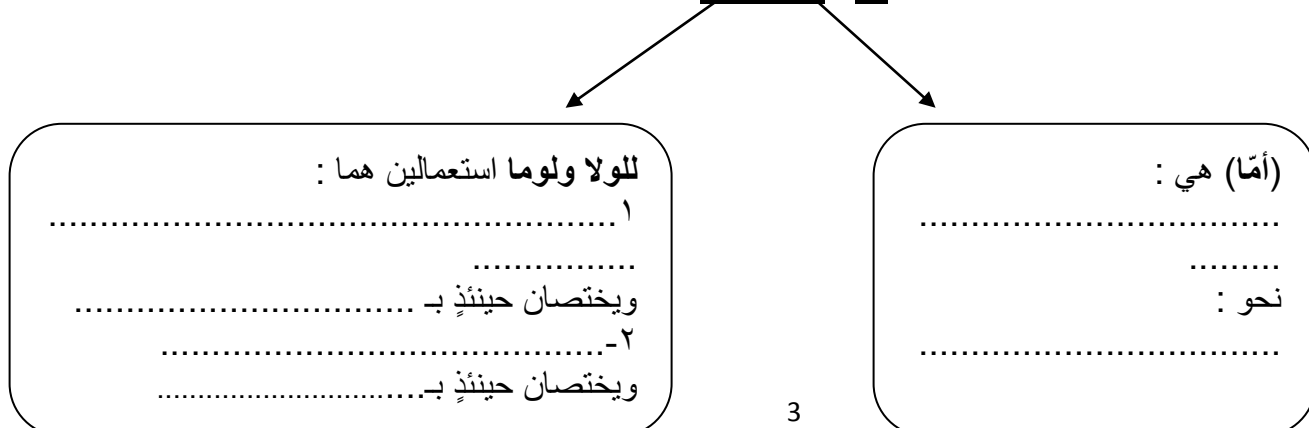 (أمّا) هي :
...................................
.........
نحو :
...................................
للولا ولوما استعمالين هما :
١.......................................................
................
ويختصان حينئذٍ بـ .................................
٢-...........................................
ويختصان حينئذٍ بـ................................
3